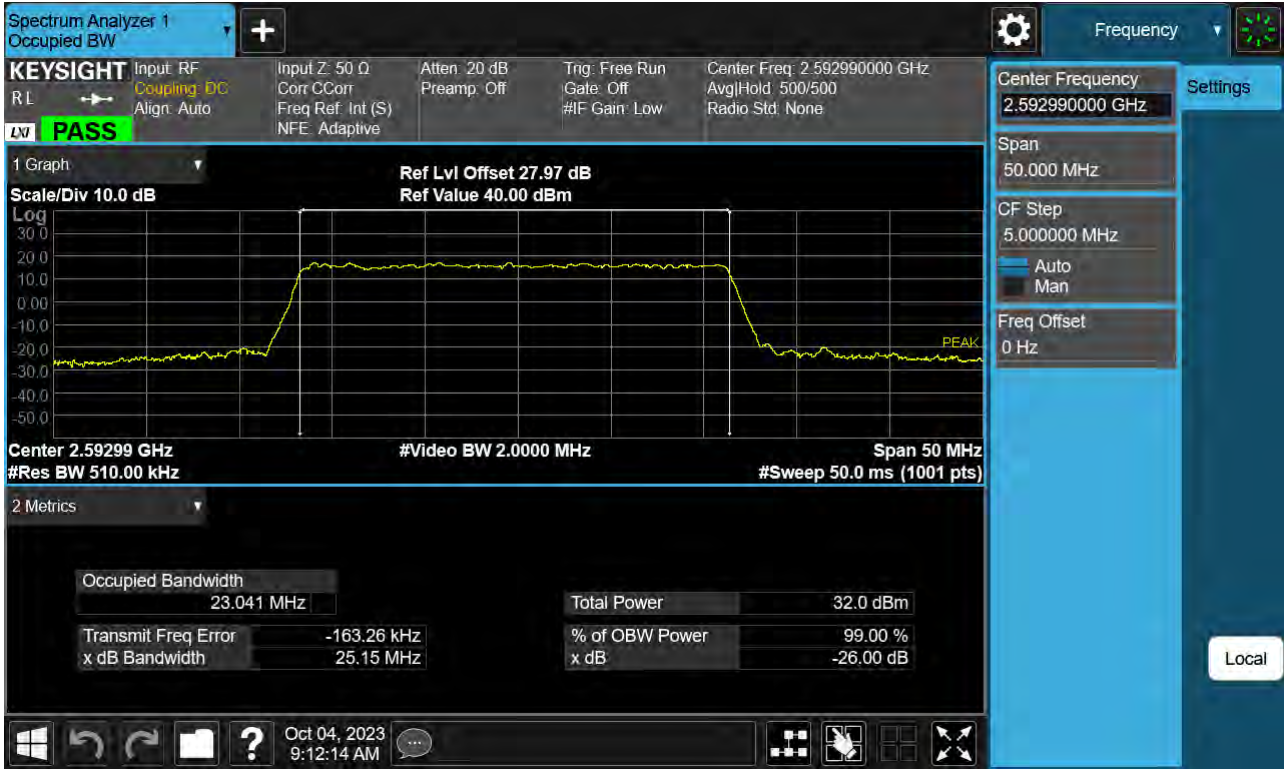 Spectrum Analyzer 1
Occupied BW
+
Frequency
KEYSIGHT
R L
LXI
PASS
Input: RF
Coupling: DC
Align: Auto
Input Z: 50 Ω
Corr CCorr
Freq Ref: Int (S)
NFE: Adaptive
Atten: 20 dB
Preamp: Off
Trig: Free Run
Gate: Off
#IF Gain: Low
Center Freq: 2.592990000 GHz
Avg|Hold: 500/500
Radio Std: None
Center Frequency
2.592990000 GHz
Settings
Span
50.000 MHz
CF Step
5.000000 MHz
Auto
Man
Freq Offset
0 Hz
Local
1 Graph
Scale/Div 10.0 dB
Ref Lvl Offset 27.97 dB
Ref Value 40.00 dBm
Log
30.0
20.0
10.0
0.00
-10.0
-20.0
-30.0
-40.0
-50.0
PEAK
Center 2.59299 GHz
#Video BW 2.0000 MHz
Span 50 MHz
#Res BW 510.00 kHz
#Sweep 50.0 ms (1001 pts)
2 Metrics
Occupied Bandwidth
23.041 MHz
Total Power 32.0 dBm
Transmit Freq Error -163.26 kHz
% of OBW Power 99.00 %
x dB Bandwidth 25.15 MHz
x dB -26.00 dB
?
Oct 04, 2023
9:12:14 AM